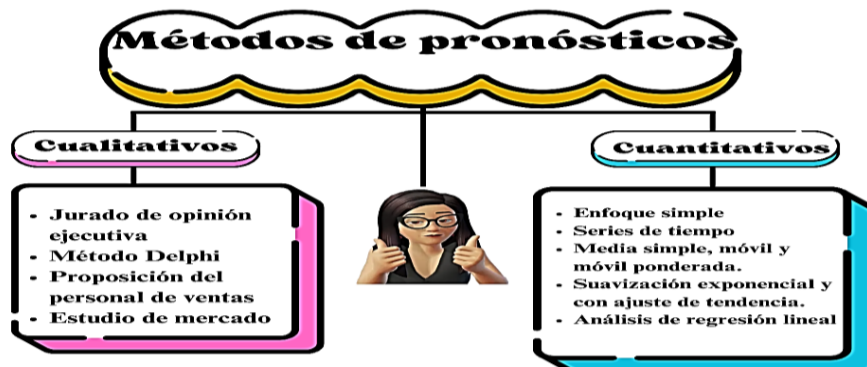 Métodos de pronósticos
Cualitativos
• Jurado de opinión
ejecutiva
• Método Delphi
• Proposición del
personal de ventas
• Estudio de mercado
Cuantitativos
• Enfoque simple
• Series de tiempo
• Media simple, móvil y
móvil ponderada.
• Suavización exponencial y
con ajuste de tendencia.
• Análisis de regresión lineal